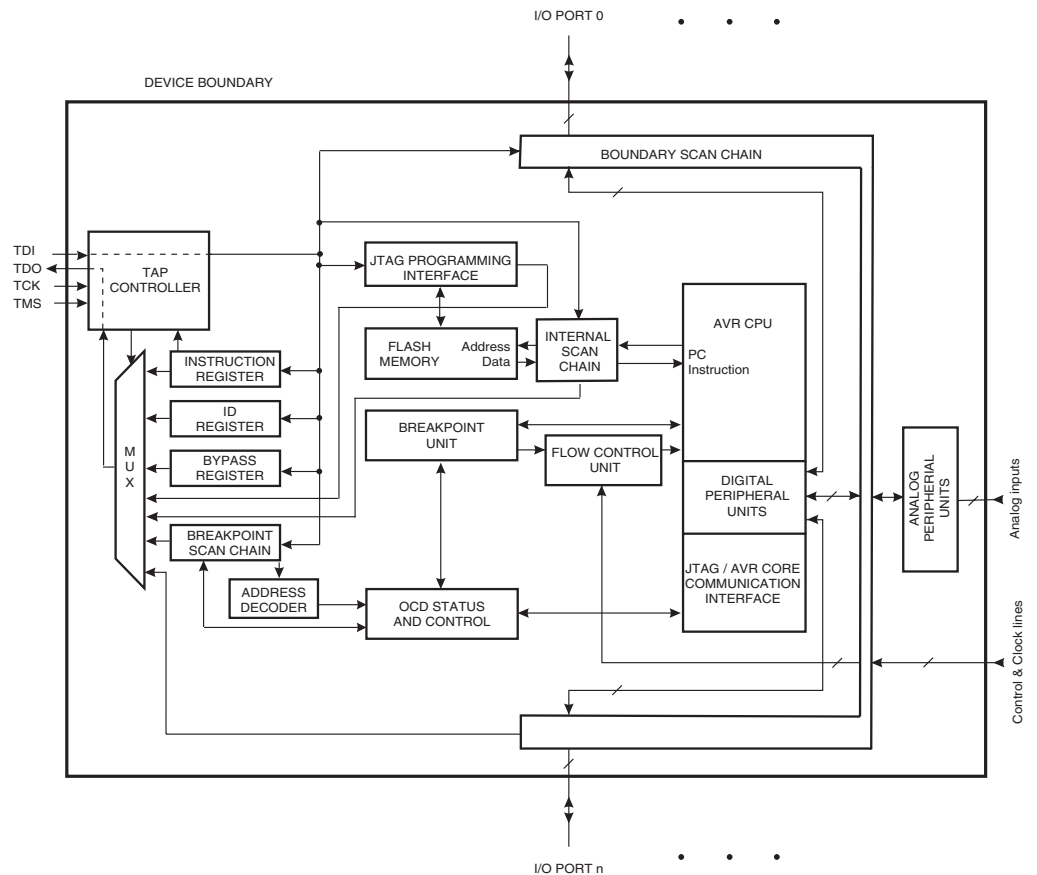 I/O PORT 0
DEVICE BOUNDARY
BOUNDARY SCAN CHAIN
TDI
TDO
TCK
TMS
TAP
CONTROLLER
JTAG PROGRAMMING
INTERFACE
AVR CPU
FLASH
MEMORY
Address
Data
INTERNAL
SCAN
CHAIN
PC
Instruction
INSTRUCTION
REGISTER
ID
REGISTER
BYPASS
REGISTER
M
U
X
BREAKPOINT
UNIT
FLOW CONTROL
UNIT
DIGITAL
PERIPHERAL
UNITS
ANALOG
PERIPHERIAL
UNITS
Analog inputs
BREAKPOINT
SCAN CHAIN
ADDRESS
DECODER
OCD STATUS
AND CONTROL
JTAG / AVR CORE
COMMUNICATION
INTERFACE
Control & Clock lines
I/O PORT n